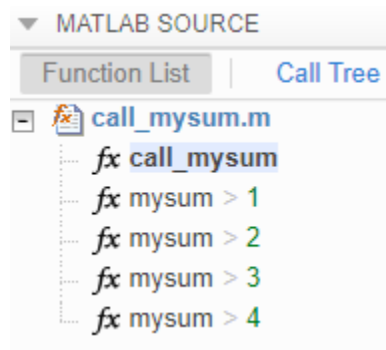 MATLAB SOURCE
Function List Call Tree
call_mysum.m
fx call_mysum
fx mysum > 1
fx mysum > 2
fx mysum > 3
fx mysum > 4